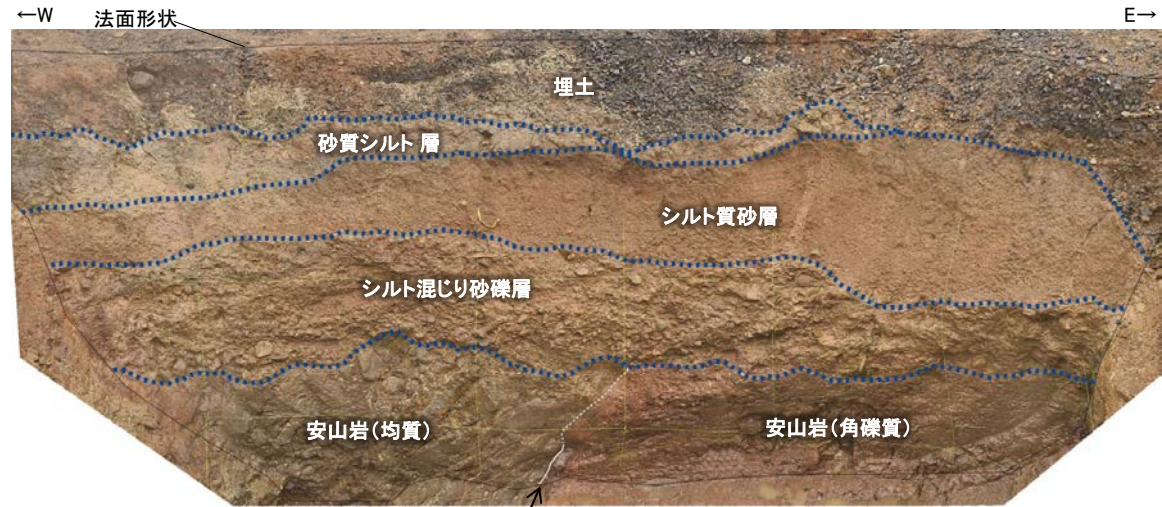 ←W
法面形状
E→
埋土
砂質シルト 層
シルト質砂層
シルト混じり砂礫層
安山岩(均質)
安山岩(角礫質)